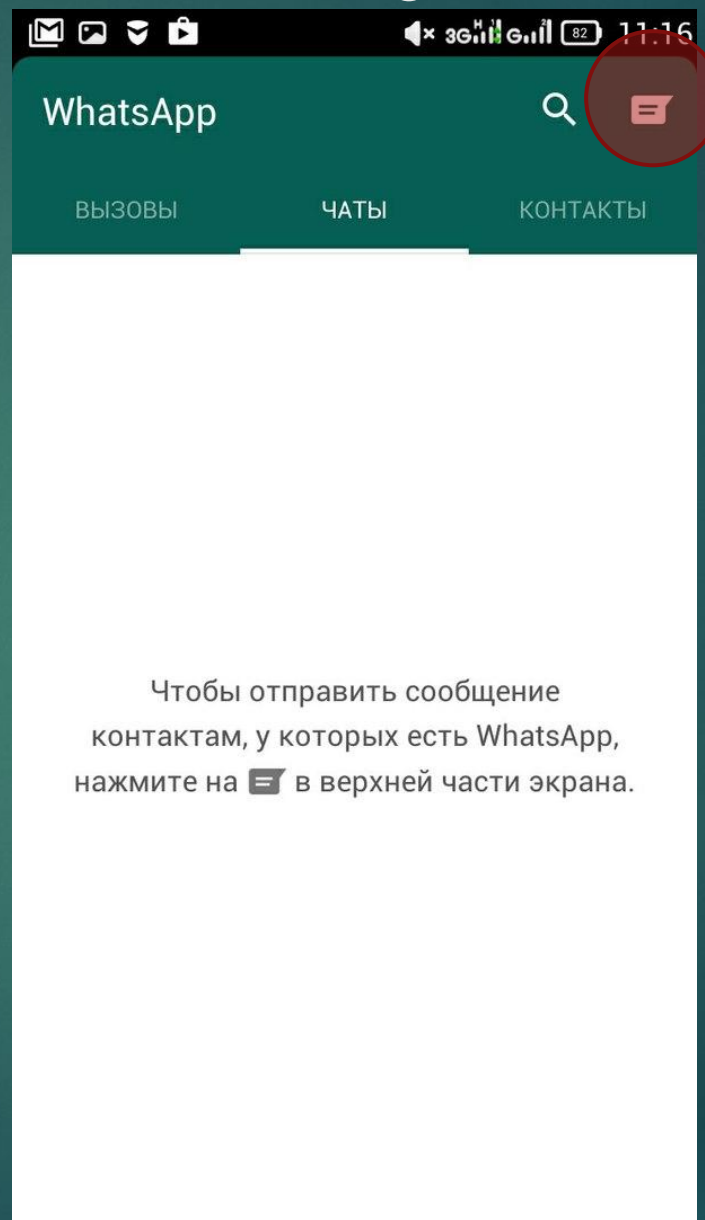 3G G 82 11:16
WhatsApp
ВЫЗОВЫ ЧАТЫ КОНТАКТЫ
Чтобы отправить сообщение
контактам, у которых есть WhatsApp,
нажмите на в верхней части экрана.